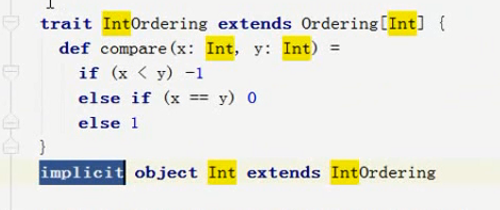 trait IntOrdering extends Ordering[Int] {
  def compare(x: Int, y: Int) =
    if (x < y) -1
    else if (x == y) 0
    else 1
}
implicit object Int extends IntOrdering